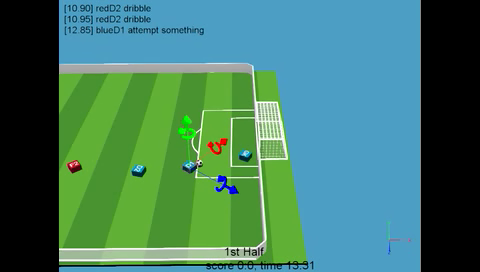 [10.90] redD2 dribble
[10.95] redD2 dribble
[12.85] blueD1 attempt something
1st Half
score 0:0, time 13:31